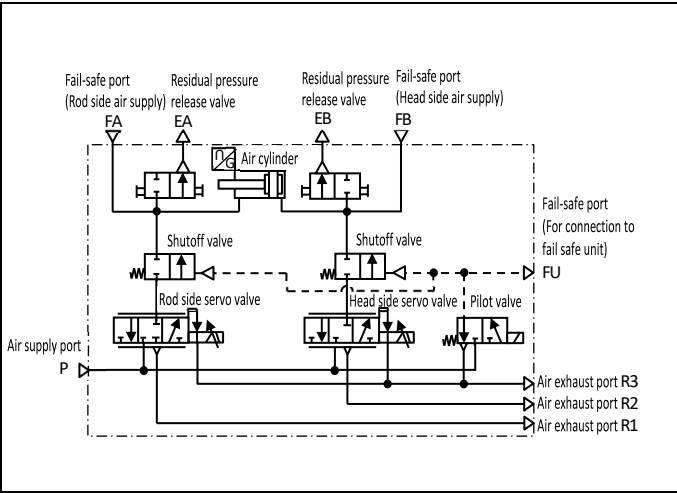 Fail-safe port
(Rod side air supply)
FA
Residual pressure
release valve
EA
Residual pressure
release valve
EB
Fail-safe port
(Head side air supply)
FB
n
G
Air cylinder
Shutoff valve
Shutoff valve
Fail-safe port
(For connection to
fail safe unit)
FU
Rod side servo valve
Head side servo valve
Pilot valve
Air supply port
P
Air exhaust port R3
Air exhaust port R2
Air exhaust port R1